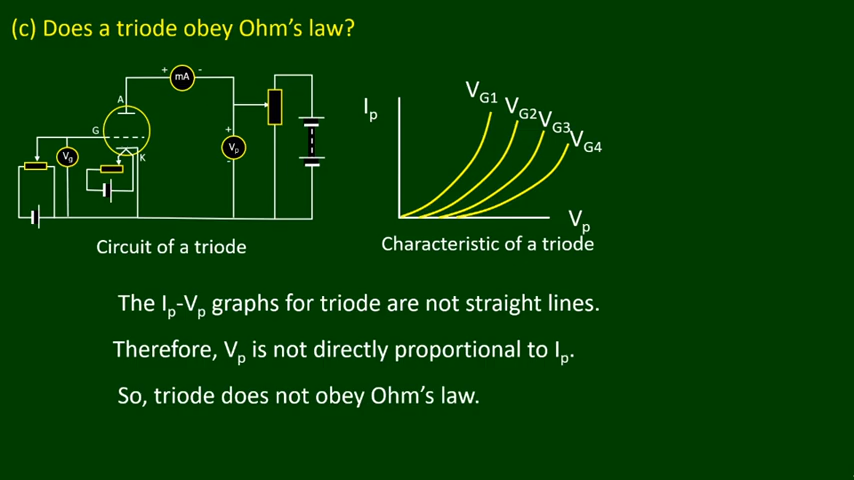 (c) Does a triode obey Ohm's law?
+ mA -
A
G
K
Vg
+
Vp
-
Ip
VG1
VG2
VG3
VG4
Vp
Circuit of a triode
Characteristic of a triode
The Ip-Vp graphs for triode are not straight lines.
Therefore, Vp is not directly proportional to Ip.
So, triode does not obey Ohm's law.